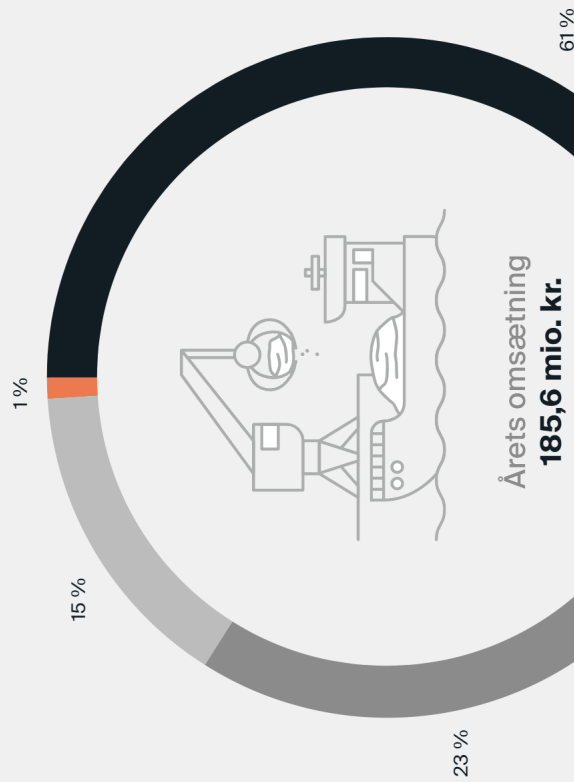 1 %
15 %
23 %
61 %
Årets omsætning
185,6 mio. kr.